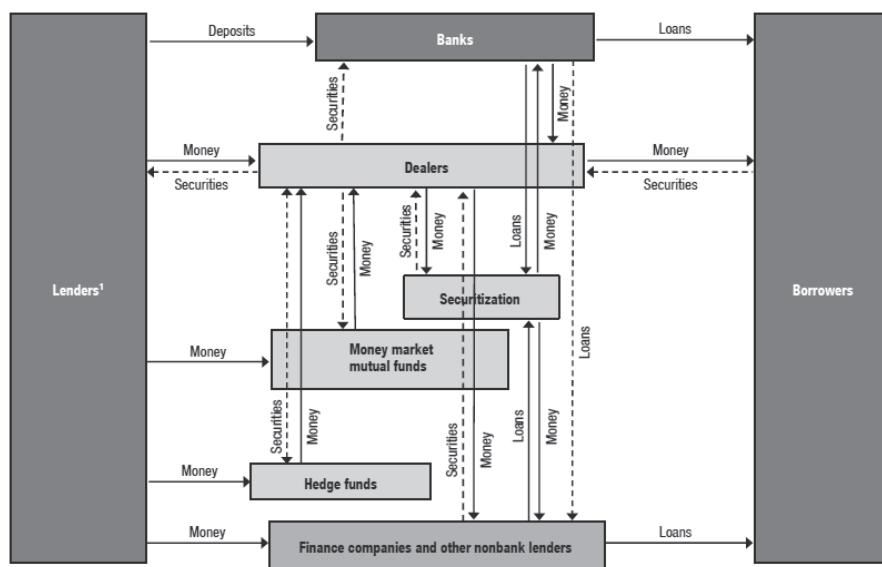 Deposits
Banks
Loans
Securities
Money
Money
Dealers
Money
Securities
Securities
Securities
Money
Securities
Money
Loans
Money
Lenders¹
Securitization
Borrowers
Money
Money market
mutual funds
Loans
Securities
Money
Securities
Money
Loans
Money
Money
Hedge funds
Money
Finance companies and other nonbank lenders
Loans